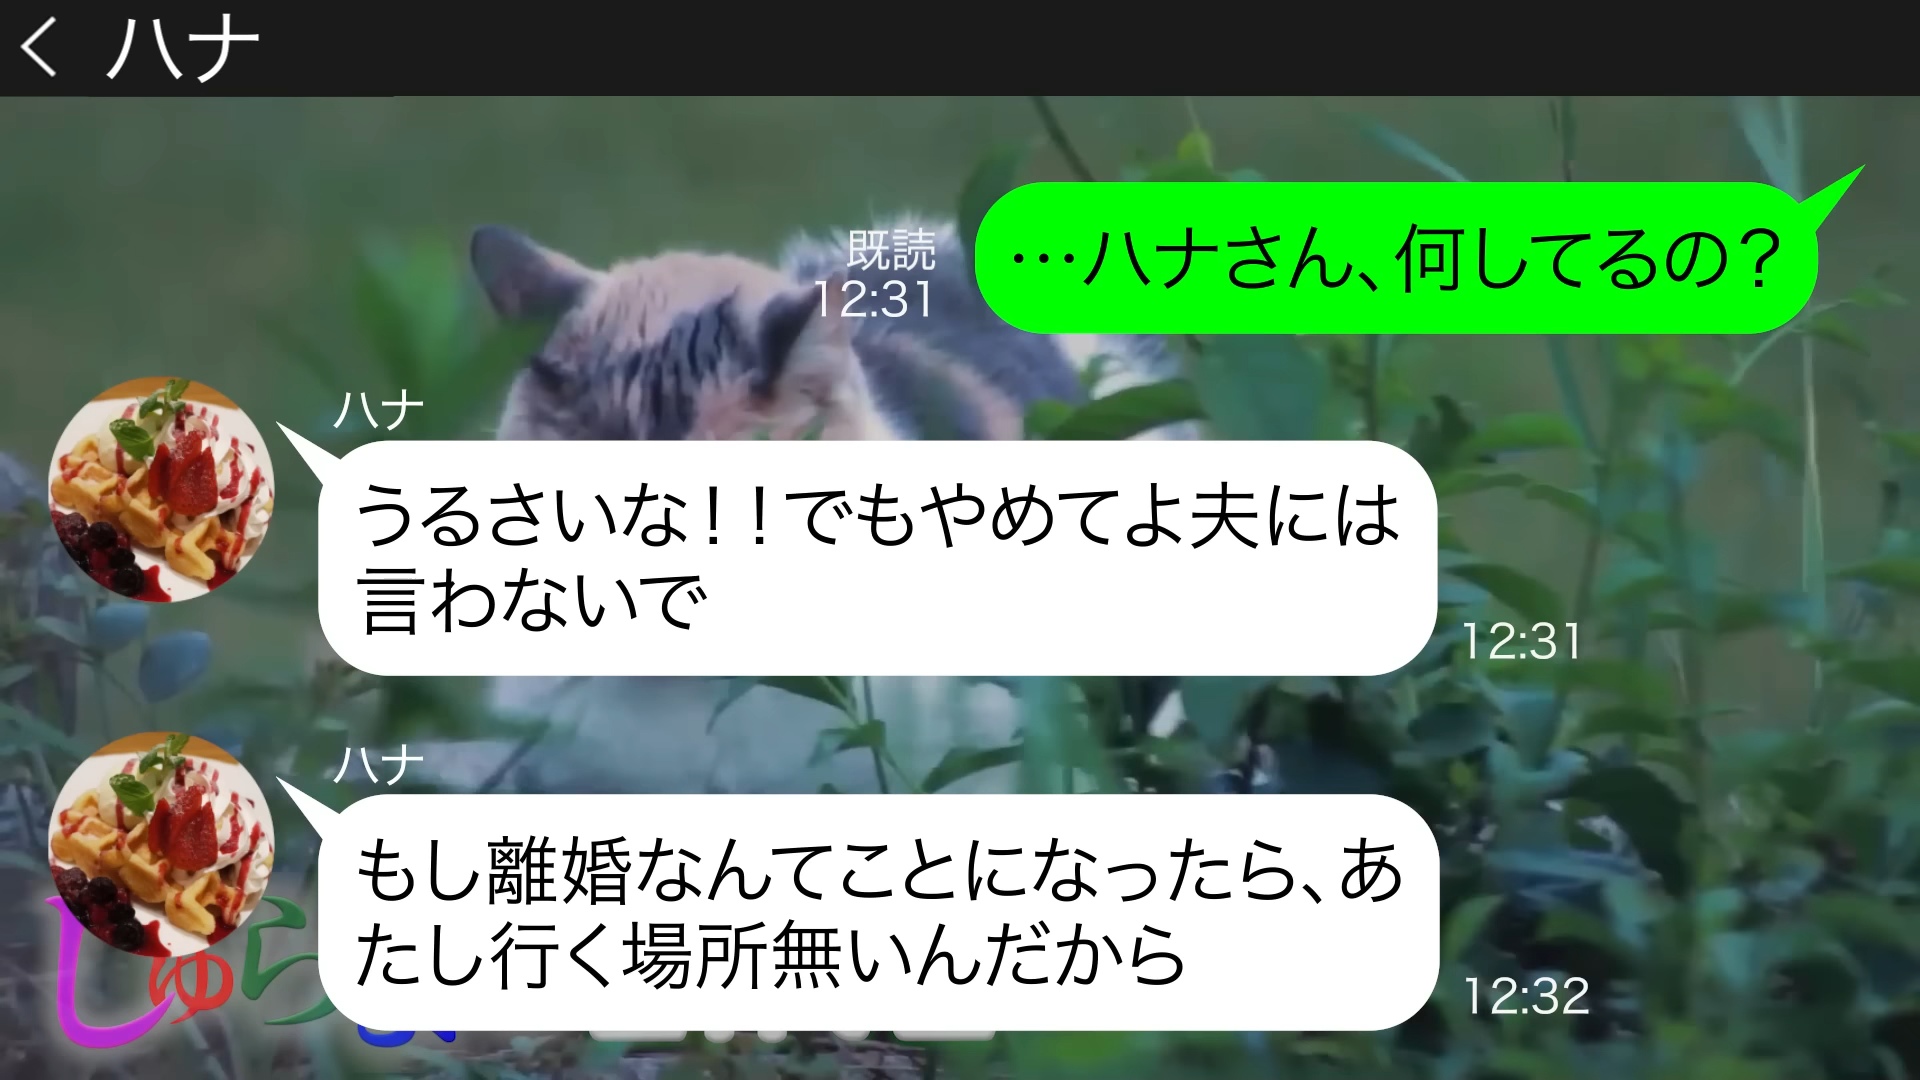 ハナ
…ハナさん、何してるの？
既読
12:31
ハナ
うるさいな！！でもやめてよ夫には
言わないで
12:31
ハナ
もし離婚なんてことになったら、あ
たし行く場所無いんだから
12:32
しゅら